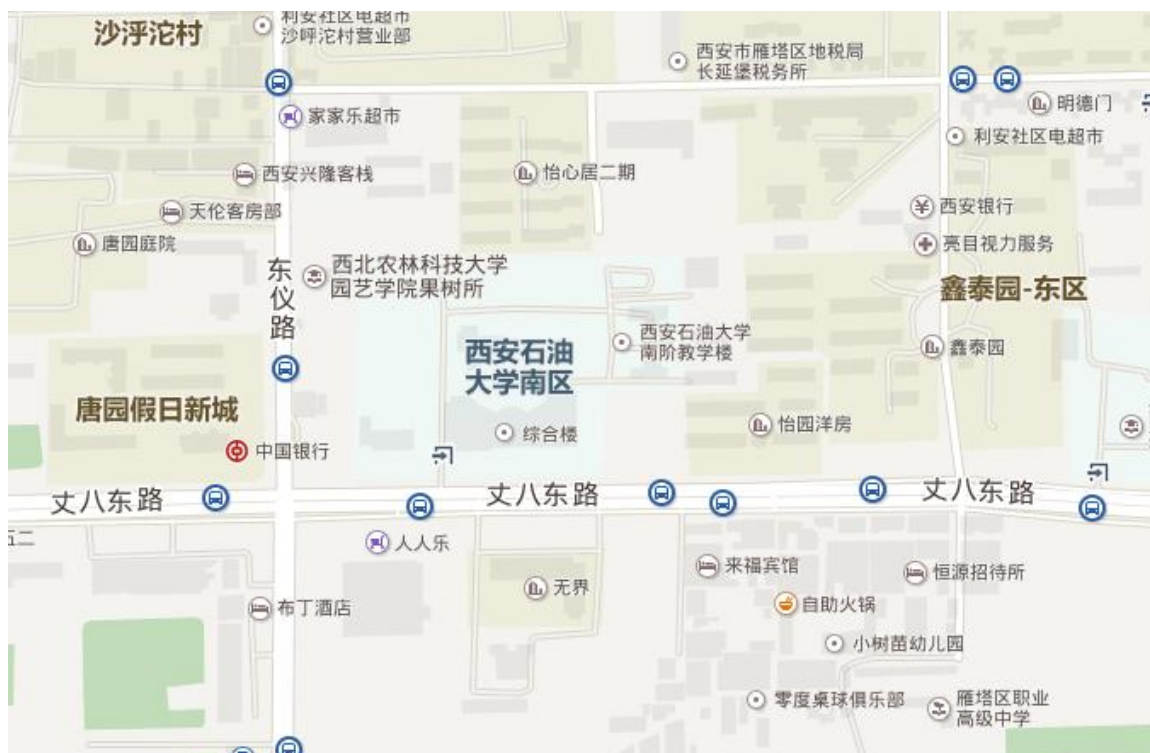 沙浮沱村
利安社区电超市
沙呼沱村营业部
西安市雁塔区地税局
长延堡税务所
明德门
家家乐超市
利安社区电超市
西安兴隆客栈
怡心居二期
天伦客房部
西安银行
唐园庭院
亮目视力服务
东仪路
西北农林科技大学
园艺学院果树所
鑫泰园-东区
西安石油大学
南阶教学楼
鑫泰园
西安石油
大学南区
唐园假日新城
怡园洋房
综合楼
中国银行
丈八东路
丈八东路
丈八东路
五二
人人乐
来福宾馆
恒源招待所
无界
自助火锅
布丁酒店
小树苗幼儿园
零度桌球俱乐部
雁塔区职业
高级中学